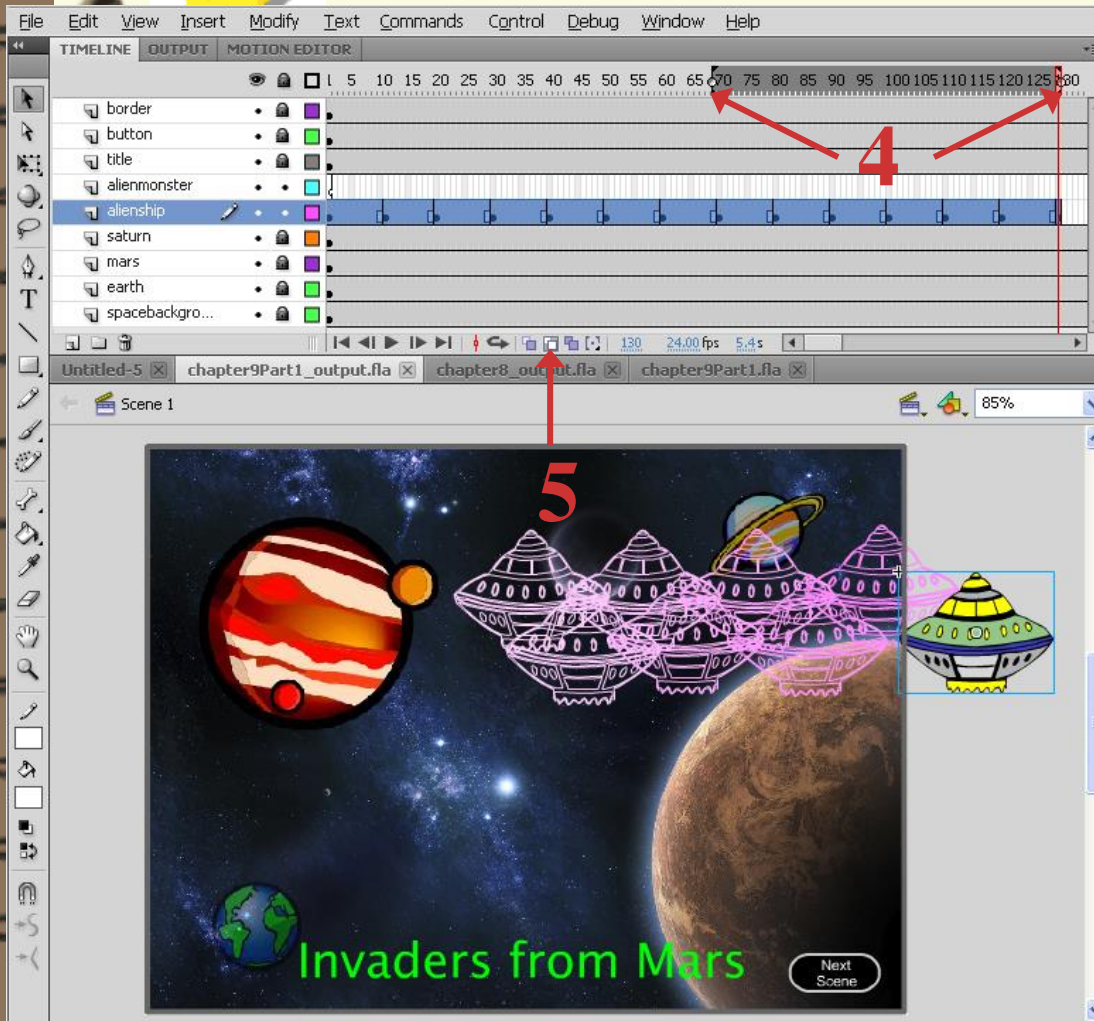 File Edit View Insert Modify Text Commands Control Debug Window Help
TIMELINE OUTPUT MOTION EDITOR
1 5 10 15 20 25 30 35 40 45 50 55 60 65 70 75 80 85 90 95 100 105 110 115 120 125 130
border
button
title
4
alienmonster
alienship
saturn
mars
earth
spacebackgro...
130 24.00 fps 5.4s
Untitled-5 chapter9Part1_output.fla chapter8_output.fla chapter9Part1.fla
Scene 1 85%
5
T
Invaders from Mars
Next
Scene